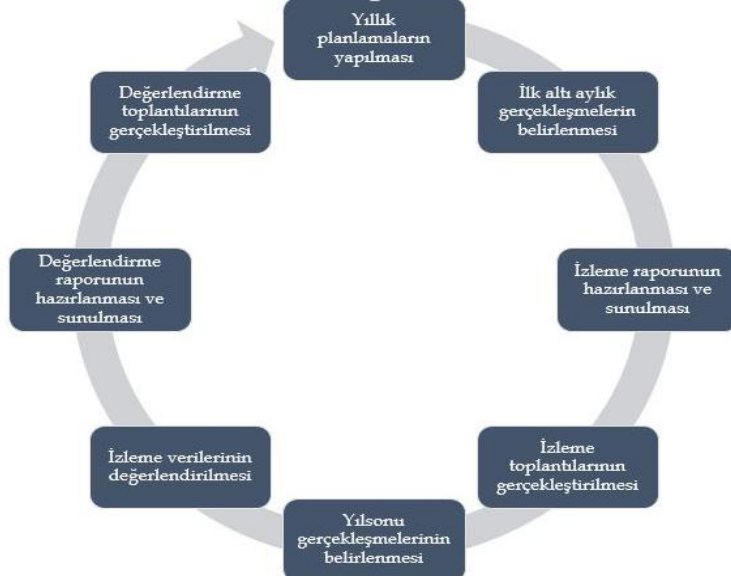 Yıllık
planlamaların
yapılması
İlk altı aylık
gerçekleşmelerin
belirlenmesi
İzleme raporunun
hazırlanması ve
sunulması
İzleme
toplantılarının
gerçekleştirilmesi
Yılsonu
gerçekleşmelerinin
belirlenmesi
İzleme verilerinin
değerlendirilmesi
Değerlendirme
raporunun
hazırlanması ve
sunulması
Değerlendirme
toplantılarının
gerçekleştirilmesi